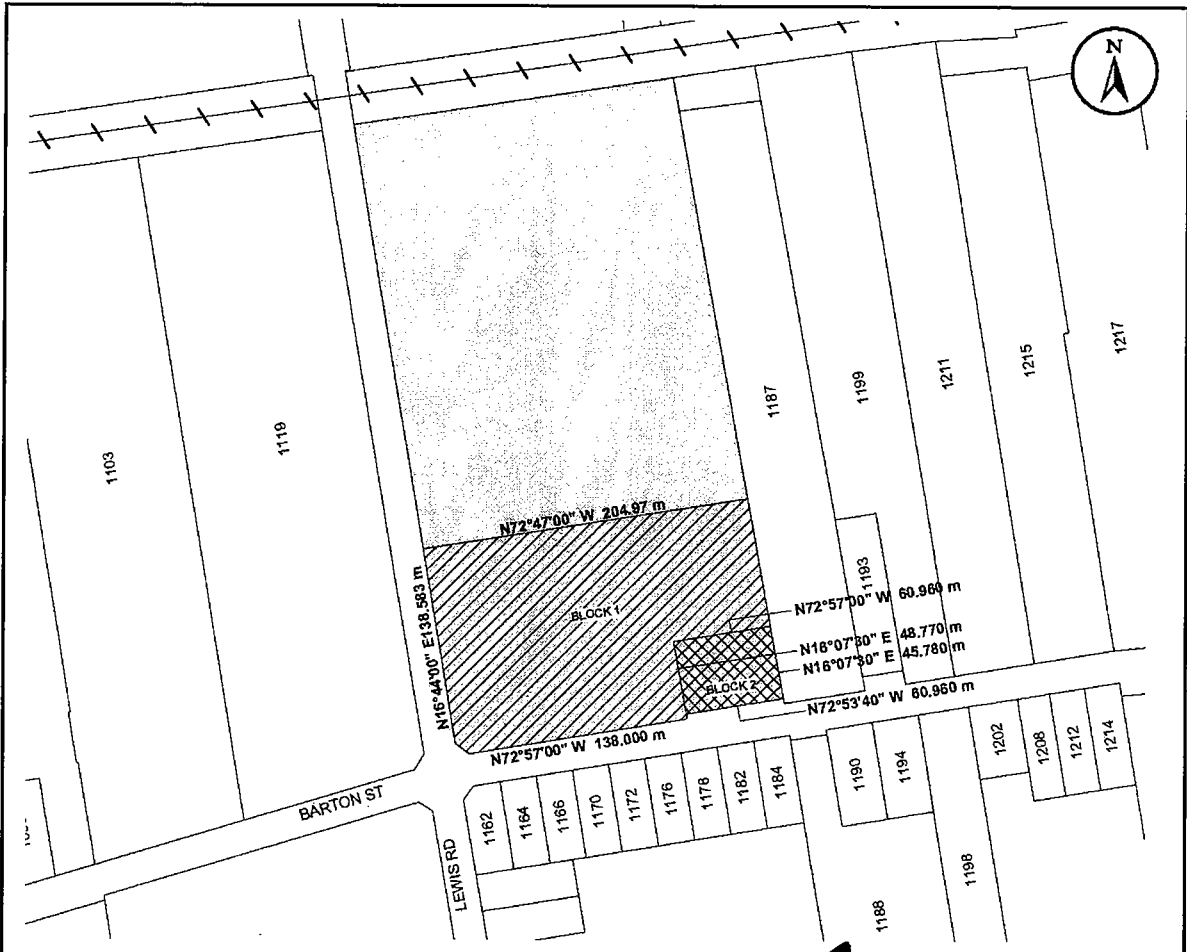 N
1103
1119
1187
1199
1211
1215
1217
N72°47'00" W 204.97 m
1193
N72°57'00" W 60.960 m
BLOCK 1
N16°44'00" E138.583 m
N18°07'30" E 48.770 m
N16°07'30" E 45.780 m
BLOCK 2
N72°53'40" W 60.960 m
N72°57'00" W 138.000 m
BARTON ST
LEWIS RD
1162
1164
1166
1170
1172
1176
1178
1182
1184
1190
1194
1202
1208
1212
1214
1198
1188